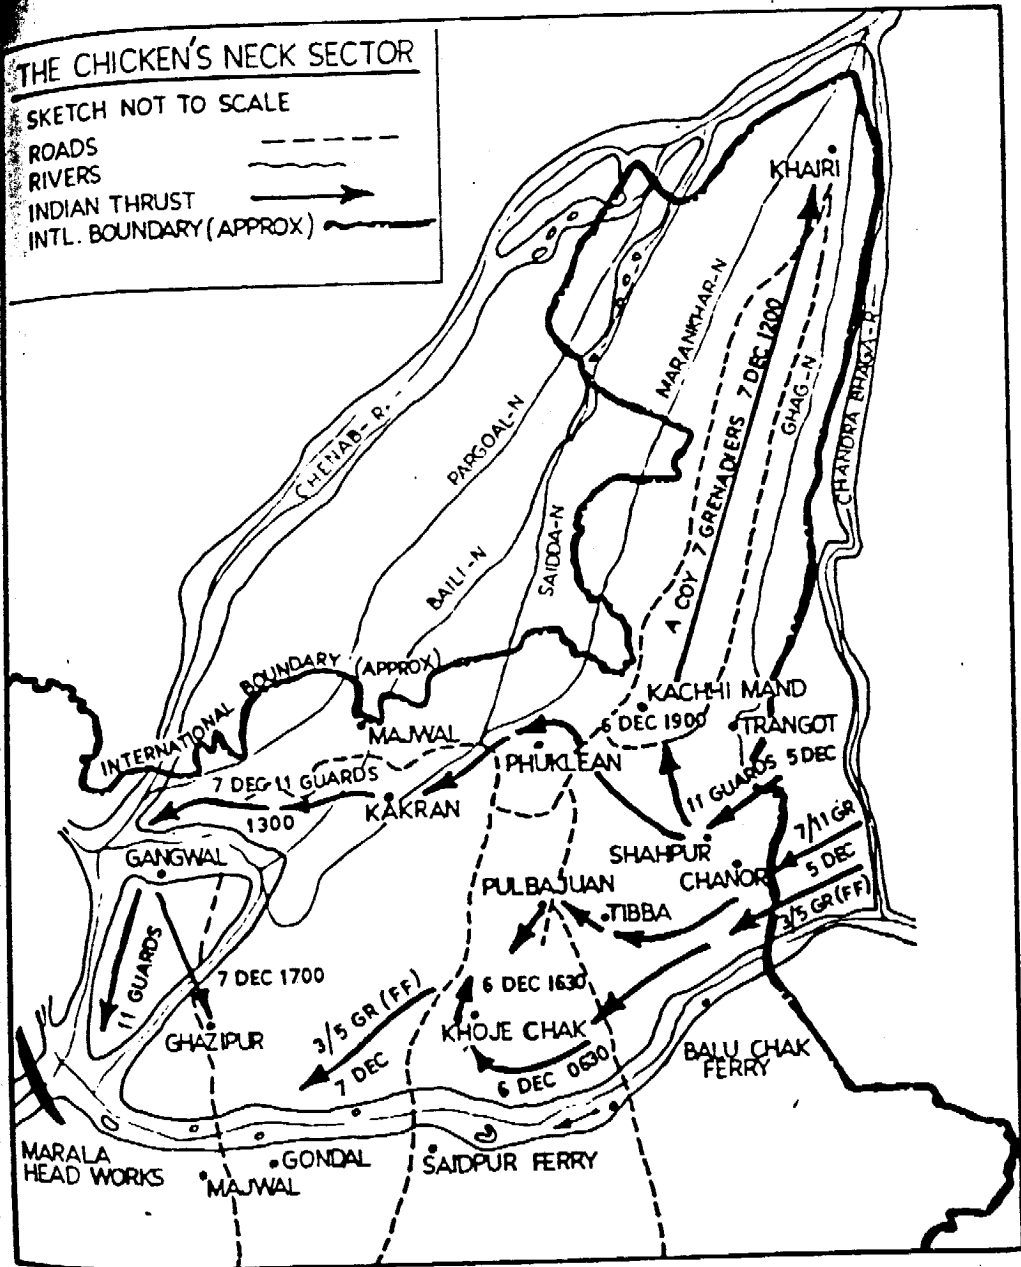 THE CHICKEN'S NECK SECTOR
SKETCH NOT TO SCALE
ROADS
RIVERS
INDIAN THRUST
INTL. BOUNDARY (APPROX)
KHAIRI
MARANKHAR-N
A COY 7 GRENADIERS 7 DEC 1200
GHAG-N
CHANDRA BHAGA-R
CHENAB-R.
PARGOAL-N
BAILI-N
SAIDDA-N
INTERNATIONAL BOUNDARY (APPROX)
KACHHI MAND
6 DEC 1900
TRANGOT
MAJWAL
PHUKLEAN
11 GUARDS 5 DEC
7 DEC 11 GUARDS
1300
KAKRAN
SHAHPUR
7/11 GR
5 DEC
3/5 GR (FF)
CHANOR
GANGWAL
PULBAJUAN
TIBBA
11 GUARDS
7 DEC 1700
6 DEC 1630
3/5 GR (FF)
7 DEC
GHAZIPUR
KHOJE CHAK
6 DEC 0630
BALU CHAK
FERRY
MARALA
HEAD WORKS
GONDAL
MAJWAL
SAIDPUR FERRY